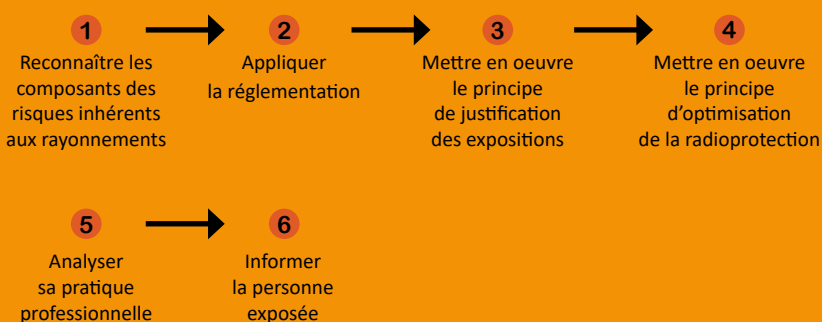 1
Reconnaître les
composants des
risques inhérents
aux rayonnements
2
Appliquer
la réglementation
3
Mettre en oeuvre
le principe
de justification
des expositions
4
Mettre en oeuvre
le principe
d'optimisation
de la radioprotection
5
Analyser
sa pratique
professionnelle
6
Informer
la personne
exposée